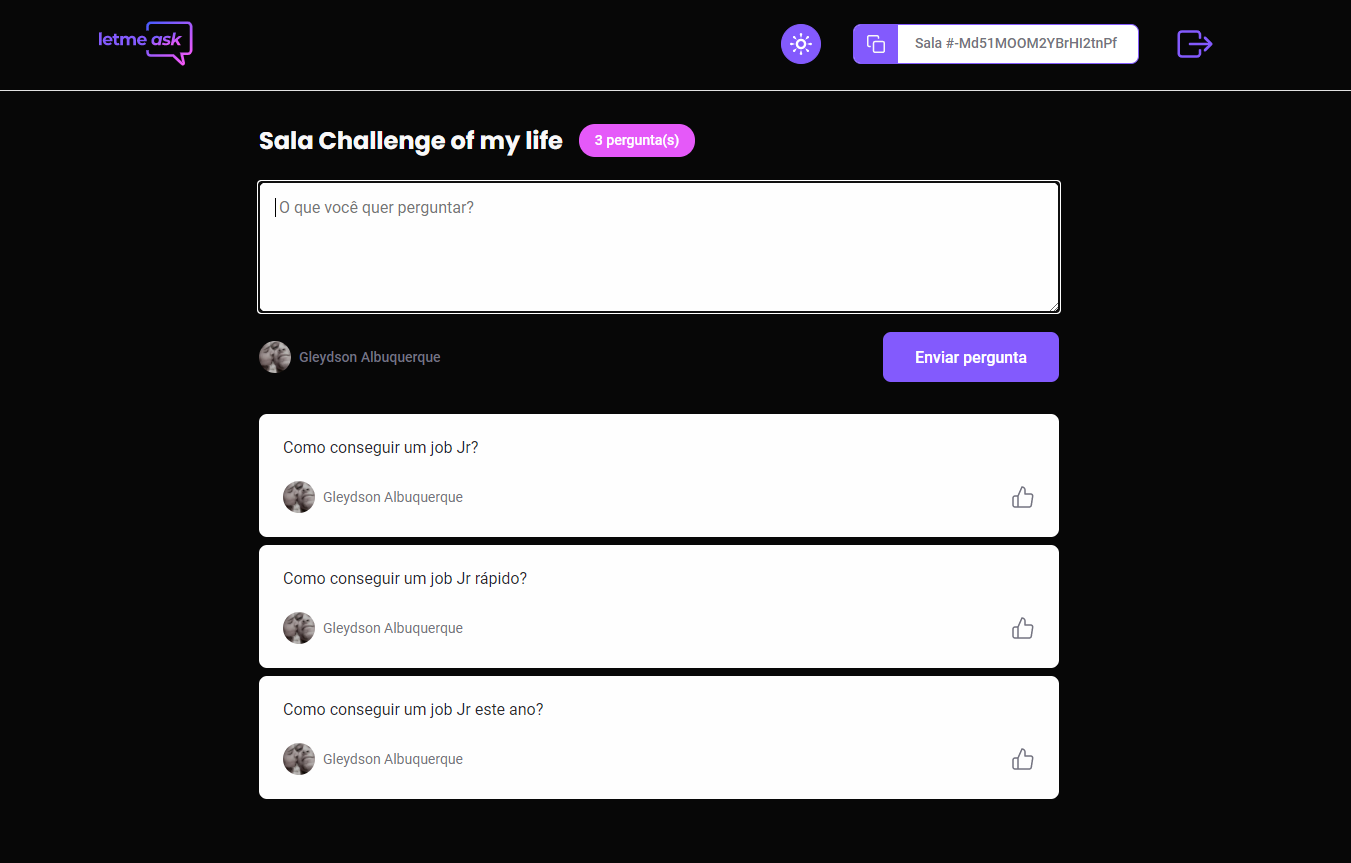 letme ask
Sala #-Md51MOOM2YBrHI2tnPf
Sala Challenge of my life
3 pergunta(s)
O que você quer perguntar?
Gleydson Albuquerque
Enviar pergunta
Como conseguir um job Jr?
Gleydson Albuquerque
Como conseguir um job Jr rápido?
Gleydson Albuquerque
Como conseguir um job Jr este ano?
Gleydson Albuquerque